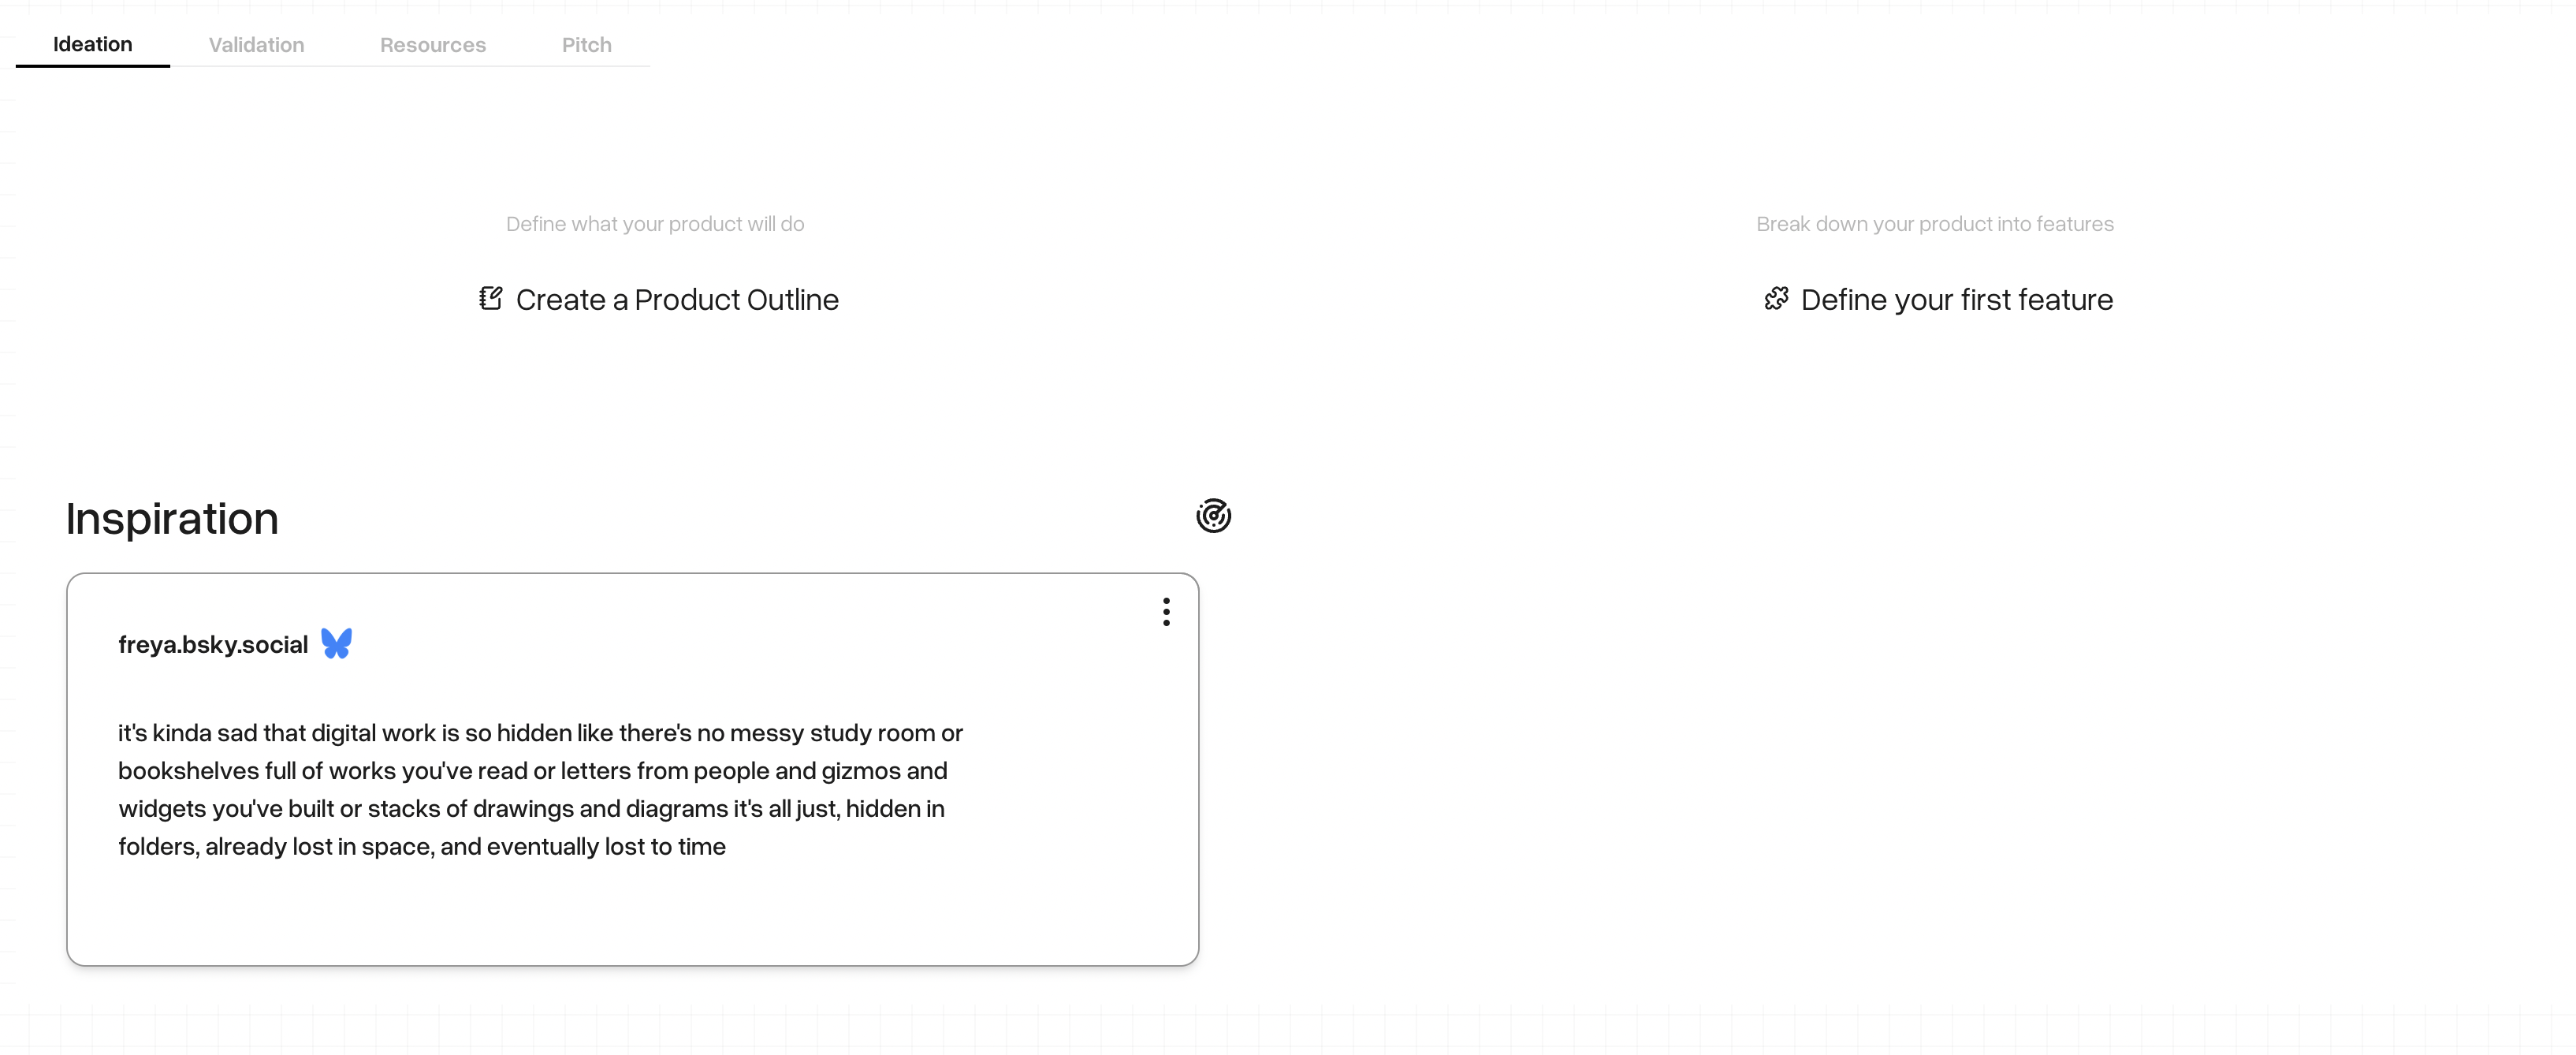 Ideation
Validation
Resources
Pitch
Define what your product will do
Create a Product Outline
Break down your product into features
Define your first feature
Inspiration
freya.bsky.social
it's kinda sad that digital work is so hidden like there's no messy study room or
bookshelves full of works you've read or letters from people and gizmos and
widgets you've built or stacks of drawings and diagrams it's all just, hidden in
folders, already lost in space, and eventually lost to time